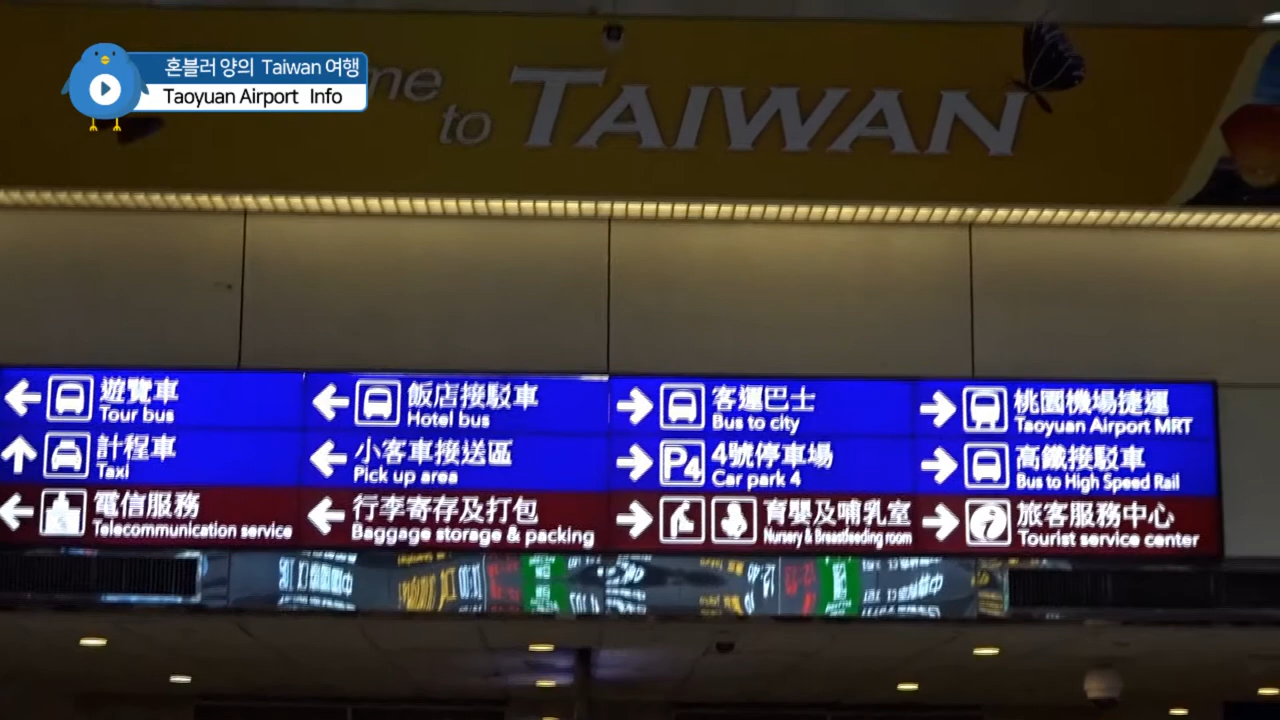 혼블러 양의 Taiwan 여행
Taoyuan Airport Info
me
to TAIWAN
遊覽車
Tour bus
飯店接駁車
Hotel bus
客運巴士
Bus to city
桃園機場捷運
Taoyuan Airport MRT
計程車
Taxi
小客車接送區
Pick up area
P4
4號停車場
Car park 4
高鐵接駁車
Bus to High Speed Rail
電信服務
Telecommunication service
行李寄存及打包
Baggage storage & packing
育嬰及哺乳室
Nursery & Breastfeeding room
旅客服務中心
Tourist service center